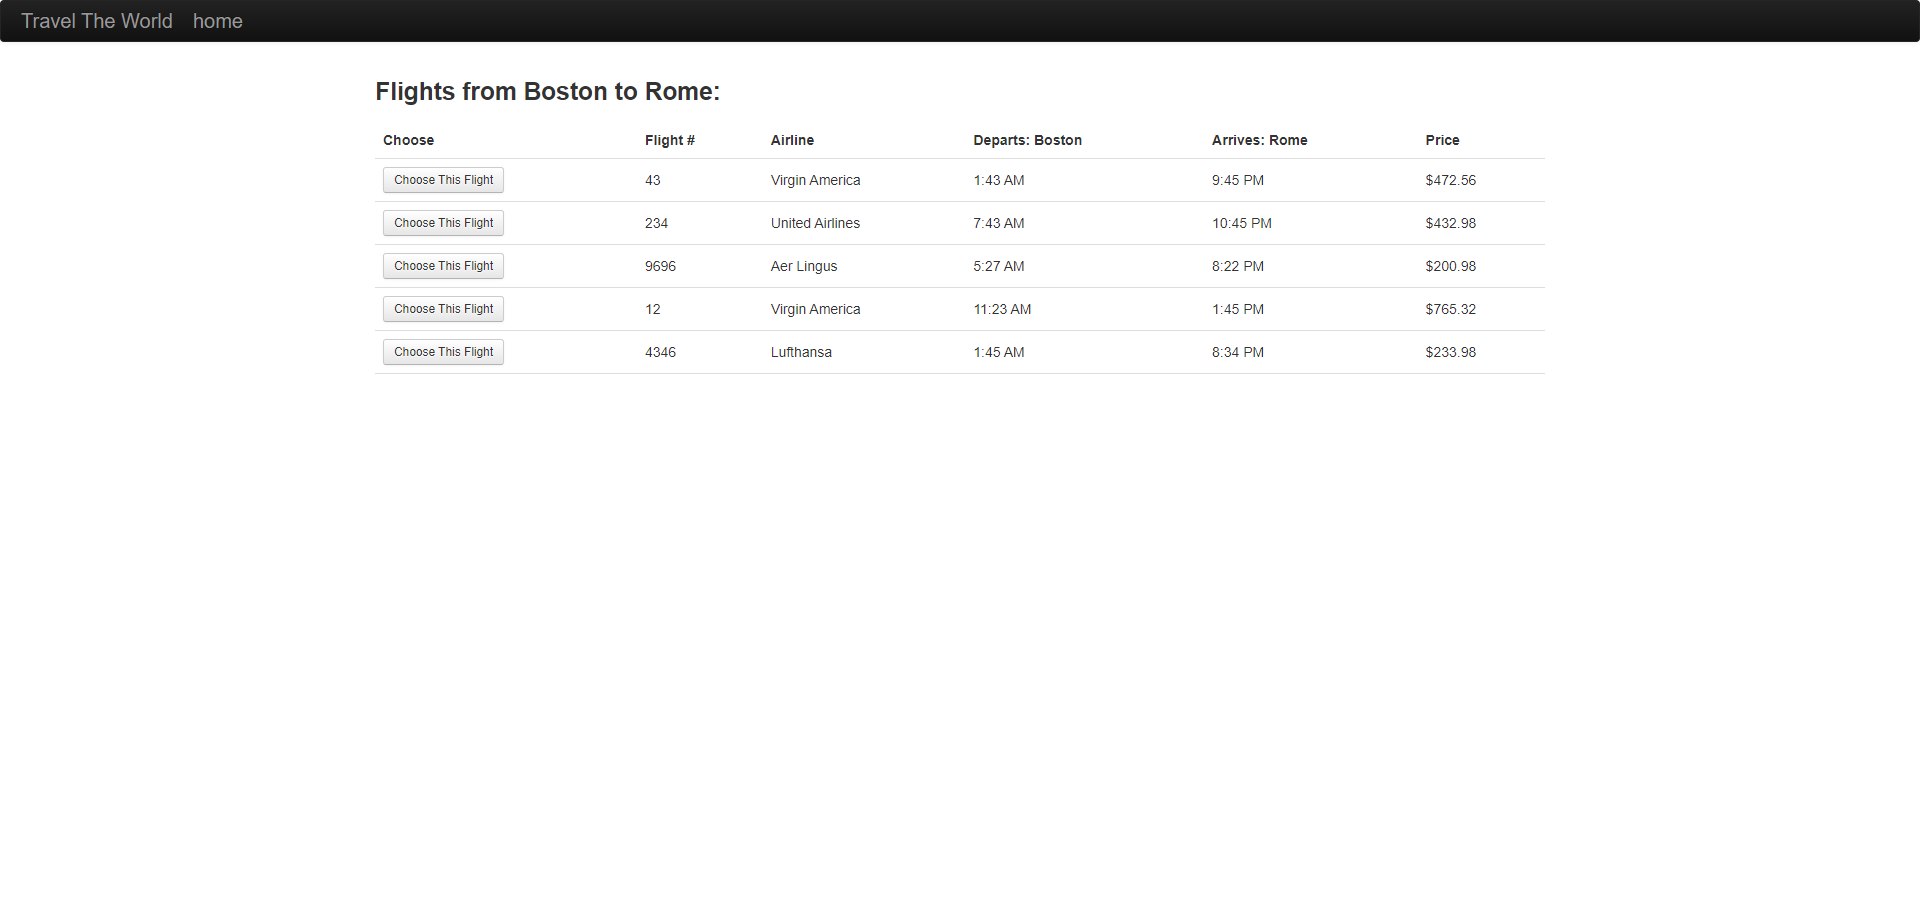 Travel The World home
Flights from Boston to Rome:
Choose Flight # Airline Departs: Boston Arrives: Rome Price
Choose This Flight 43 Virgin America 1:43 AM 9:45 PM $472.56
Choose This Flight 234 United Airlines 7:43 AM 10:45 PM $432.98
Choose This Flight 9696 Aer Lingus 5:27 AM 8:22 PM $200.98
Choose This Flight 12 Virgin America 11:23 AM 1:45 PM $765.32
Choose This Flight 4346 Lufthansa 1:45 AM 8:34 PM $233.98